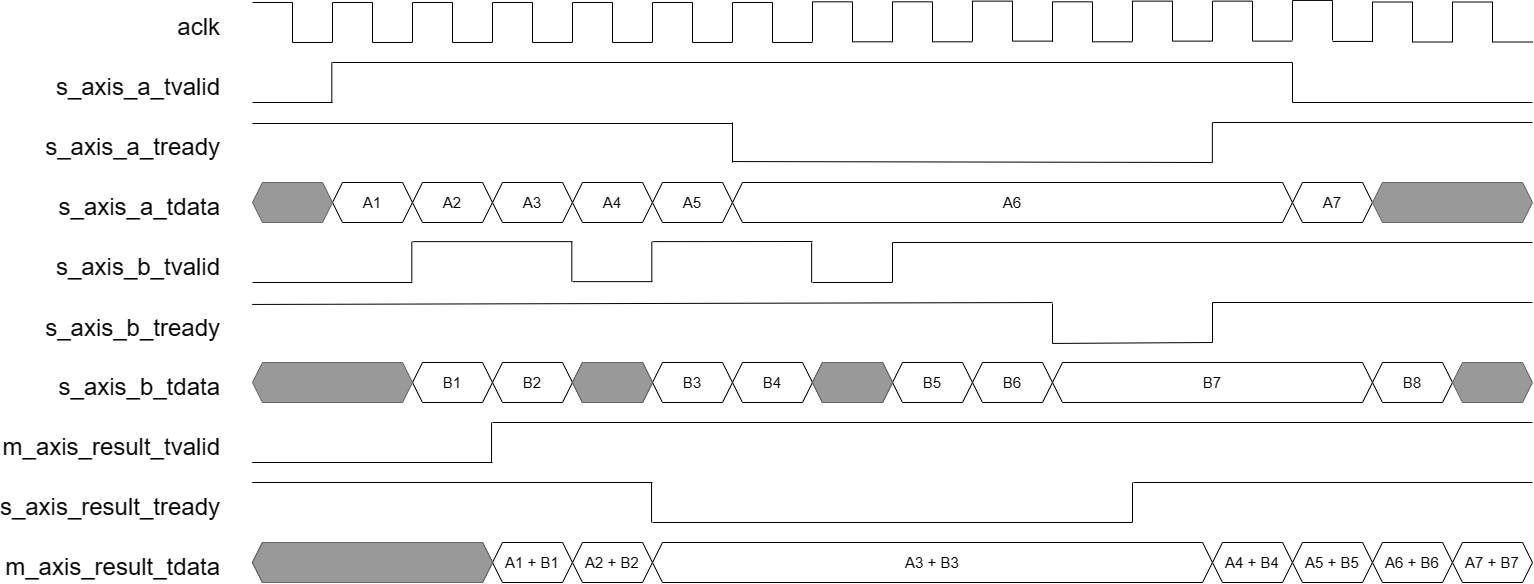 aclk
s_axis_a_tvalid
s_axis_a_tready
s_axis_a_tdata A1 A2 A3 A4 A5 A6 A7
s_axis_b_tvalid
s_axis_b_tready
s_axis_b_tdata B1 B2 B3 B4 B5 B6 B7 B8
m_axis_result_tvalid
s_axis_result_tready
m_axis_result_tdata A1 + B1 A2 + B2 A3 + B3 A4 + B4 A5 + B5 A6 + B6 A7 + B7